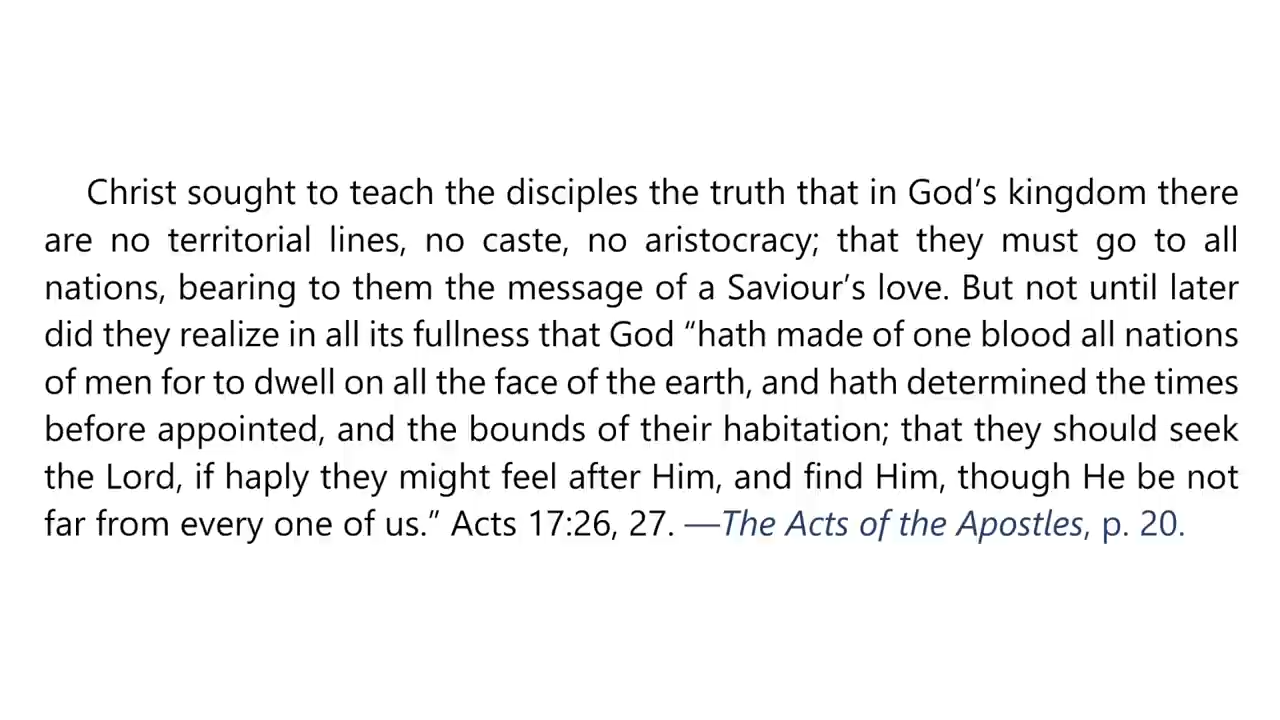 Christ sought to teach the disciples the truth that in God’s kingdom there
are no territorial lines, no caste, no aristocracy; that they must go to all
nations, bearing to them the message of a Saviour’s love. But not until later
did they realize in all its fullness that God “hath made of one blood all nations
of men for to dwell on all the face of the earth, and hath determined the times
before appointed, and the bounds of their habitation; that they should seek
the Lord, if haply they might feel after Him, and find Him, though He be not
far from every one of us.” Acts 17:26, 27. —The Acts of the Apostles, p. 20.